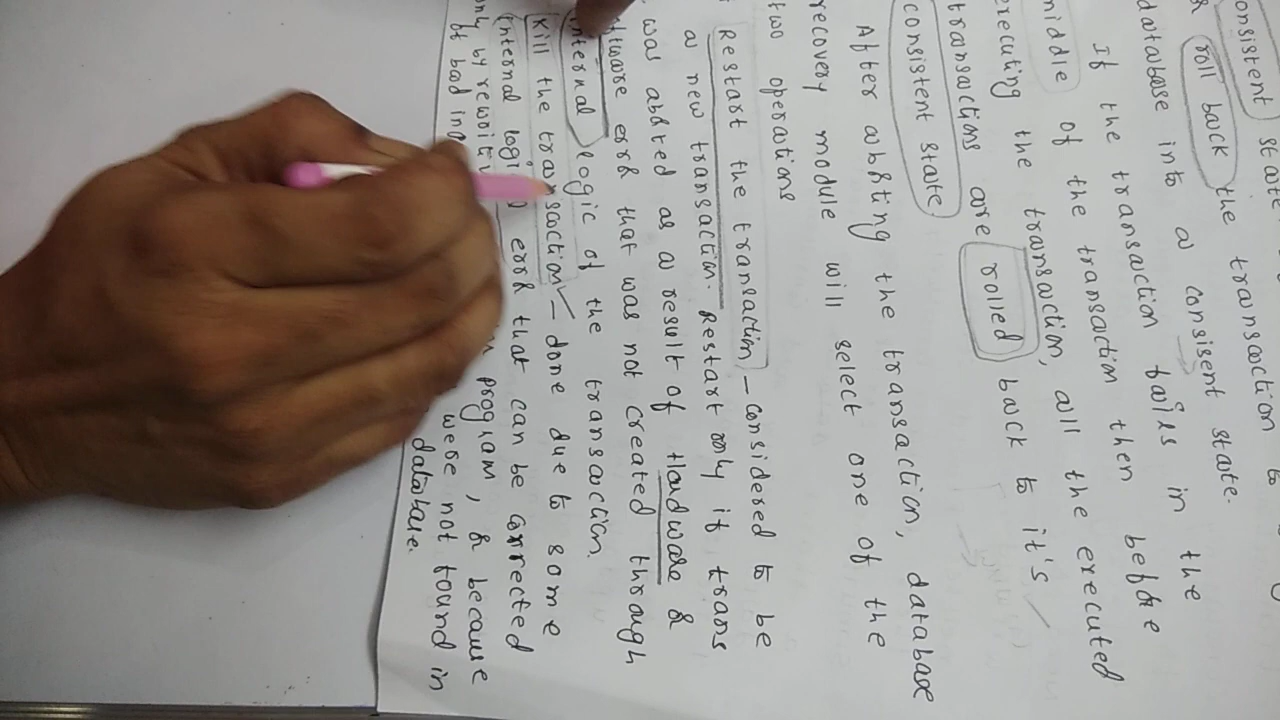 consistent state
& roll back the transaction to
database into a consisent state.
If the transaction fails in the
middle of the transaction then before
executing the transaction, all the executed
transactions are rolled back to it's
consistent state
After abørting the transaction, database
recovery module will select one of the
two operations
Restart the transaction) - considered to be
a new transaction. Restart only if trans
was aborted as a result of Hardware &
software error that was not created through
internal logic of the transaction.
Kill the transaction - done due to some
internal error that can be corrected
only by program, & because
of bad were not found in
database.